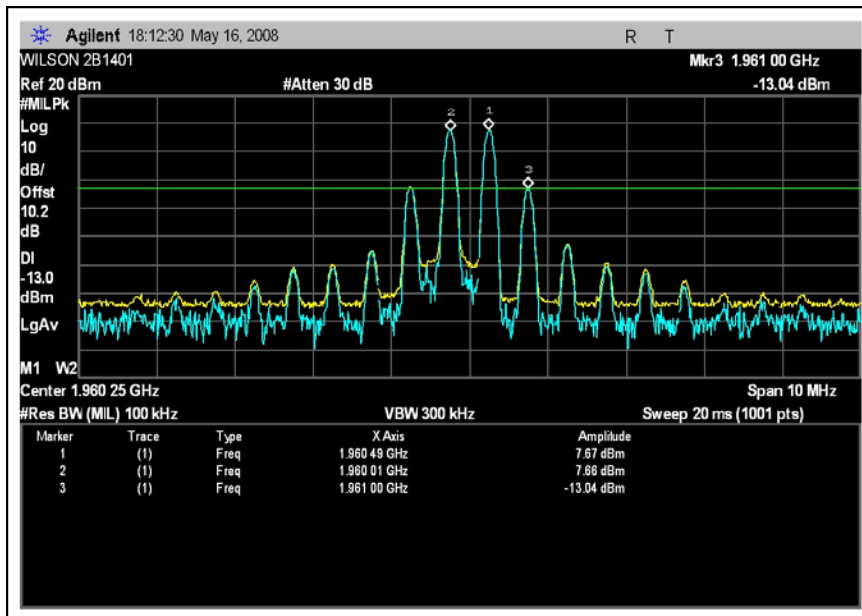 Agilent 18:12:30 May 16, 2008 R T
WILSON 2B1401 Mkr3 1.961 00 GHz
Ref 20 dBm #Atten 30 dB -13.04 dBm
#MILPk
Log
10
dB/
Offst
10.2
dB
DI
-13.0
dBm
LgAv
M1 W2
2 1
3
Center 1.960 25 GHz Span 10 MHz
#Res BW (MIL) 100 kHz VBW 300 kHz Sweep 20 ms (1001 pts)
Marker Trace Type X Axis Amplitude
1 (1) Freq 1.960 49 GHz 7.67 dBm
2 (1) Freq 1.960 01 GHz 7.66 dBm
3 (1) Freq 1.961 00 GHz -13.04 dBm